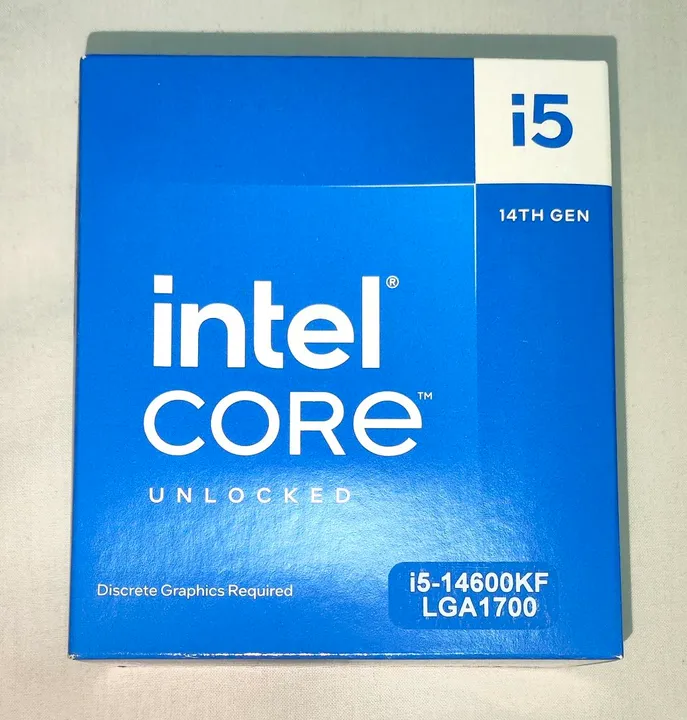 i5
14TH GEN
intel®
CORe™
UNLOCKED
Discrete Graphics Required
i5-14600KF
LGA1700